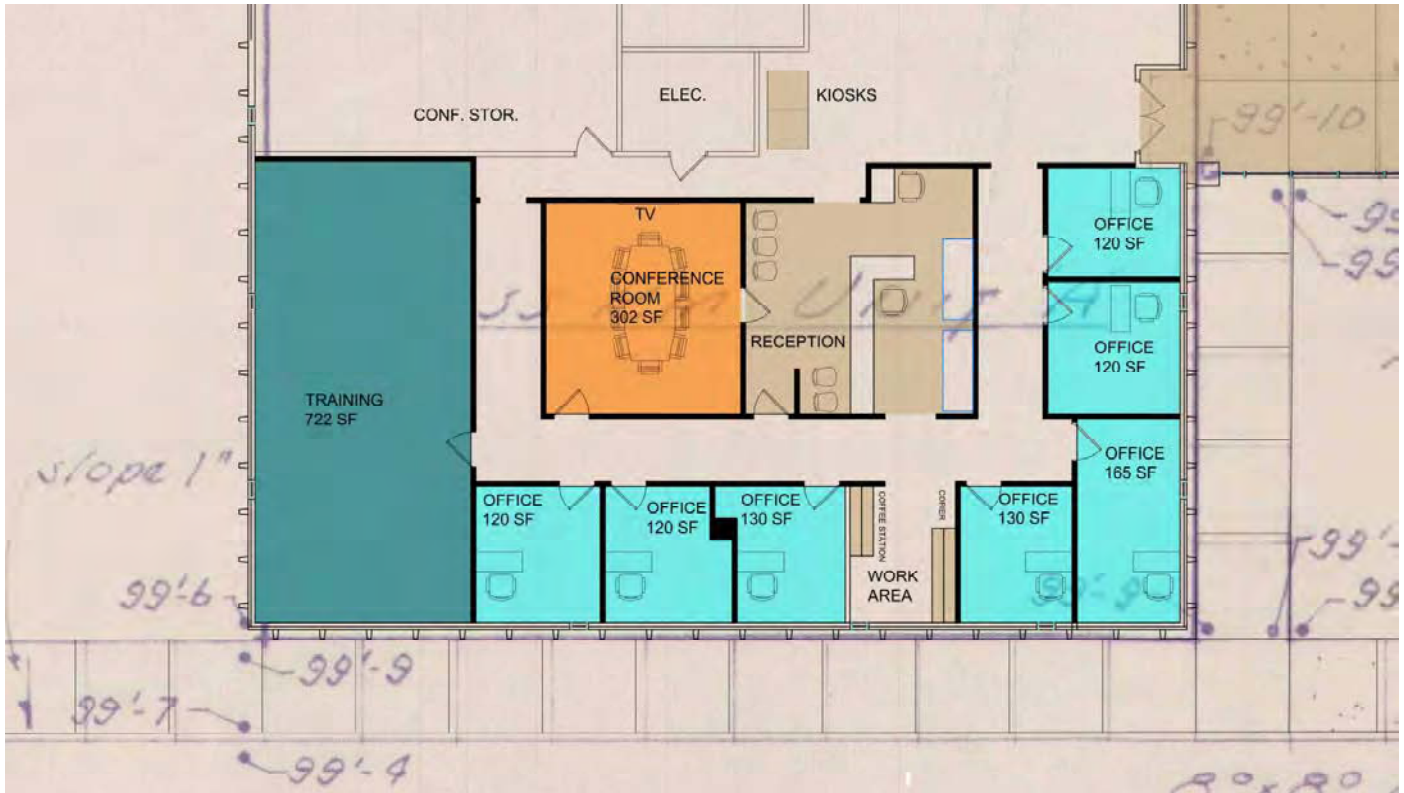 ELEC.
KIOSKS
CONF. STOR.
99'-10
TV
OFFICE
120 SF
CONFERENCE
ROOM
302 SF
RECEPTION
OFFICE
120 SF
TRAINING
722 SF
OFFICE
165 SF
slope 1"
OFFICE
120 SF
OFFICE
120 SF
OFFICE
130 SF
COFFEE STATION
COPIER
OFFICE
130 SF
WORK
AREA
99'-6
99'-9
99'-7
99'-4